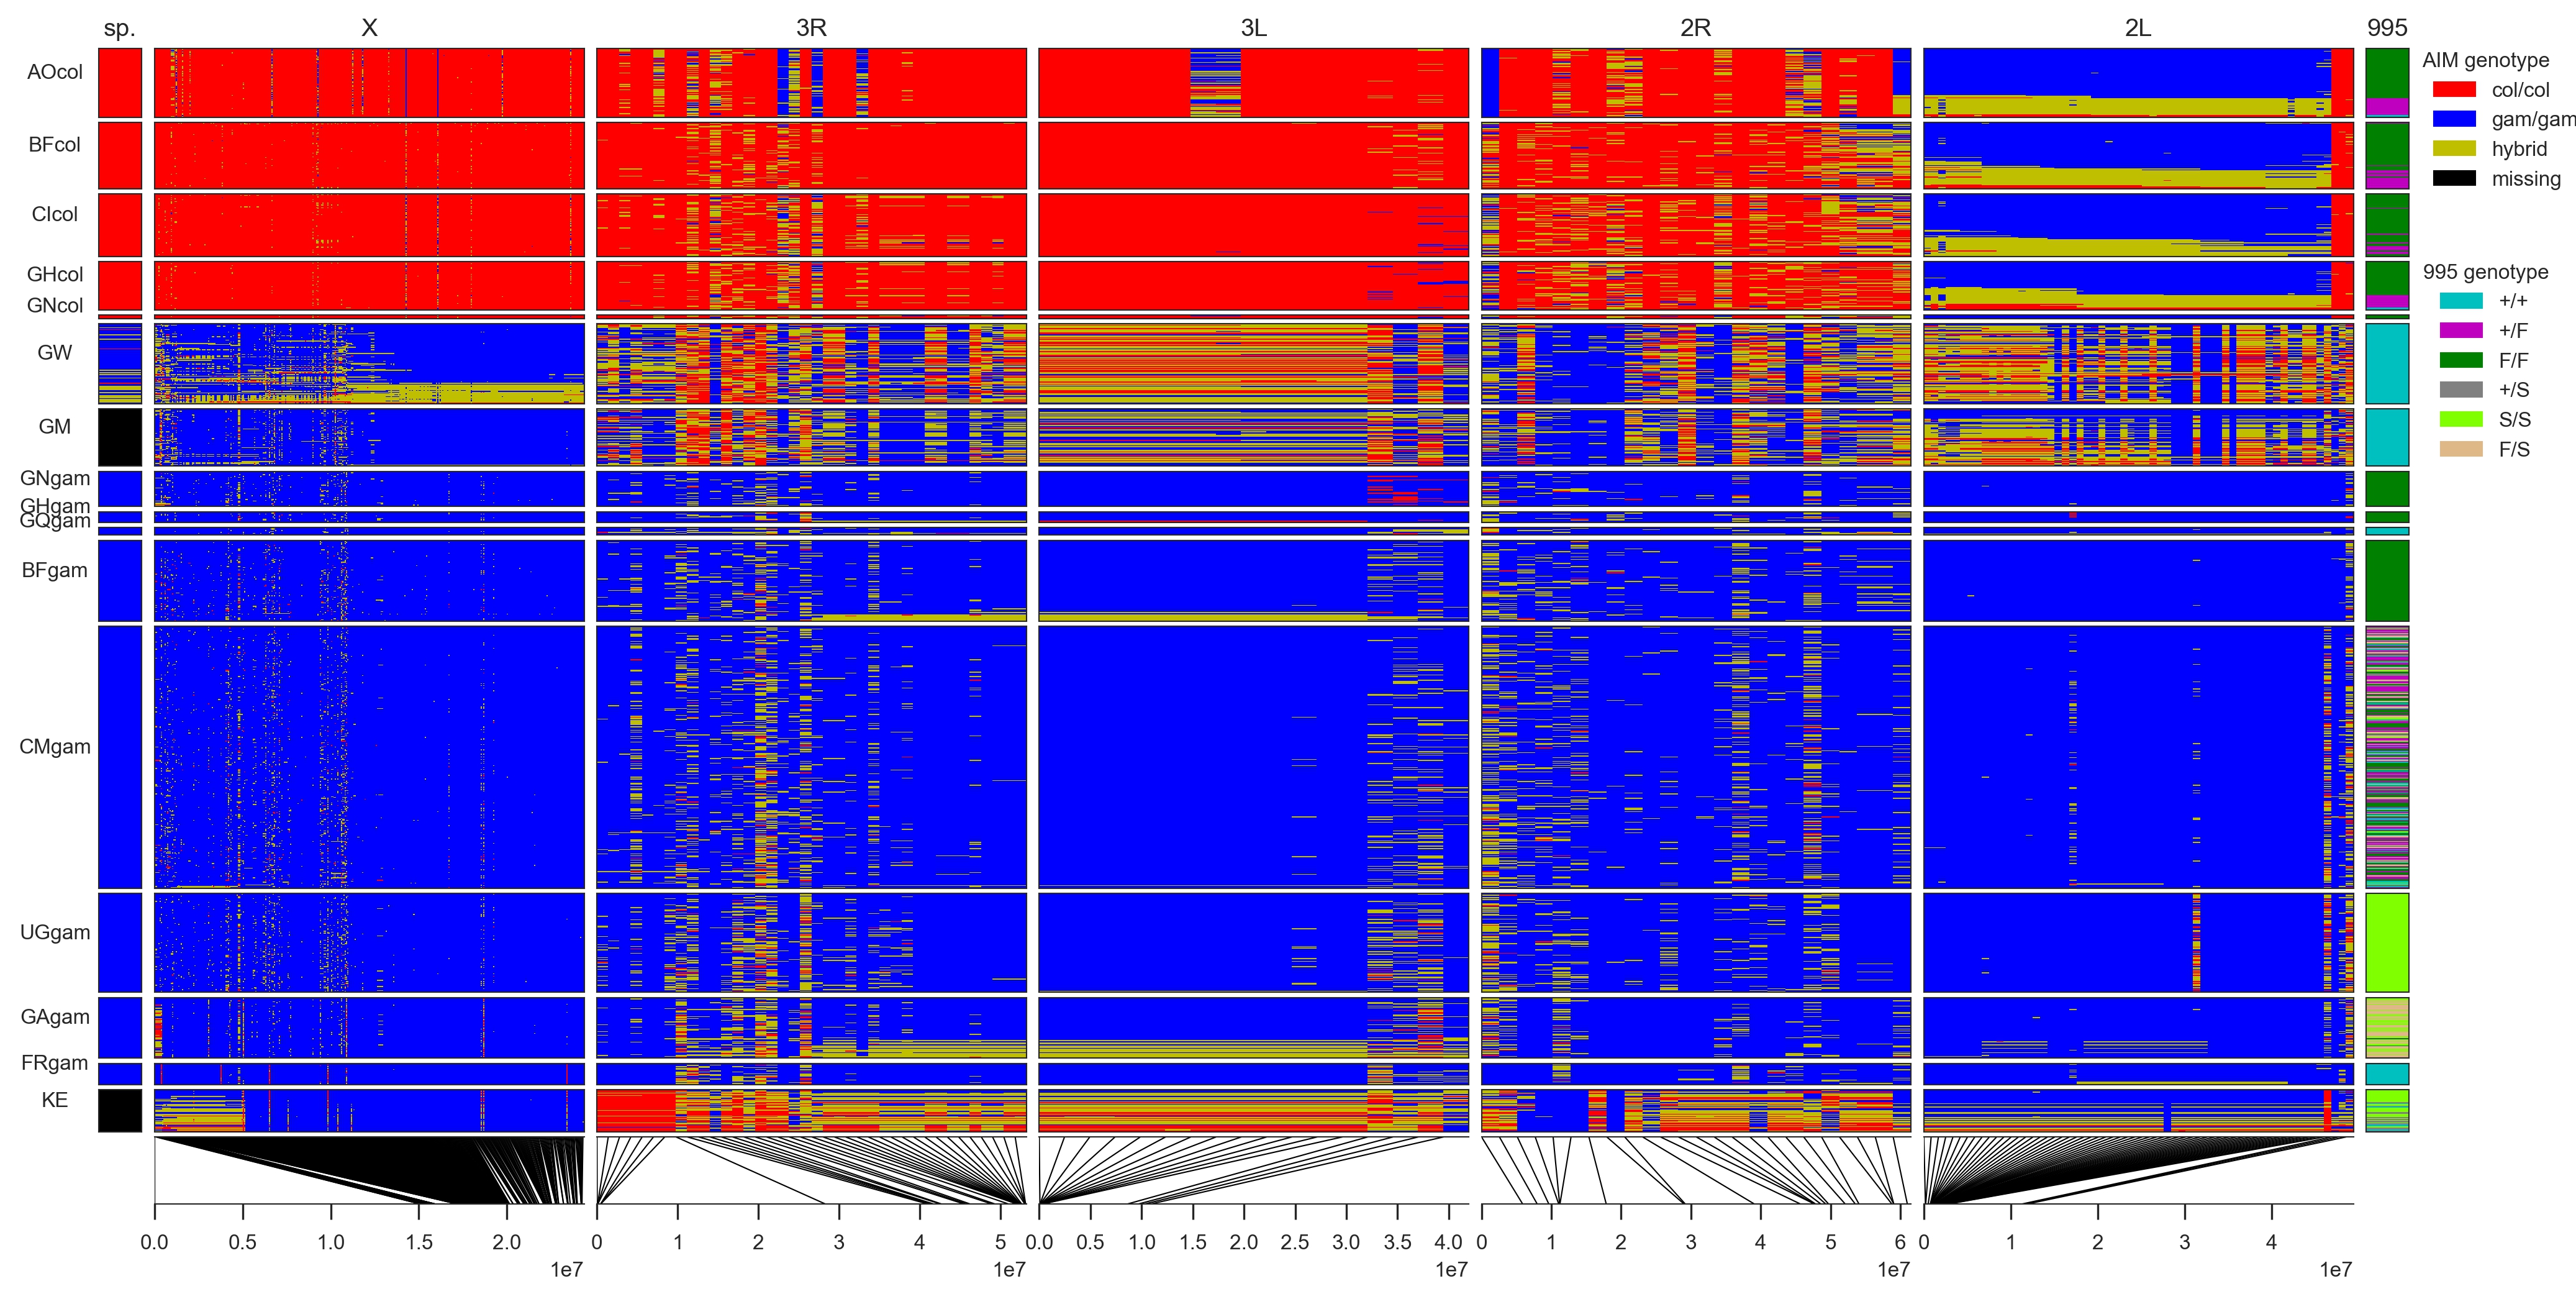 sp. X 3R 3L 2R 2L 995
AOcol
BFcol
CIcol
GHcol
GNcol
GW
GM
GNgam
GHgam
GQgam
BFgam
CMgam
UGgam
GAgam
FRgam
KE
AIM genotype
col/col
gam/gam
hybrid
missing
995 genotype
+/+
+/F
F/F
+/S
S/S
F/S
0.0 0.5 1.0 1.5 2.0 0 1 2 3 4 5 0.0 0.5 1.0 1.5 2.0 2.5 3.0 3.5 4.0 0 1 2 3 4 5 6 0 1 2 3 4
1e7 1e7 1e7 1e7 1e7